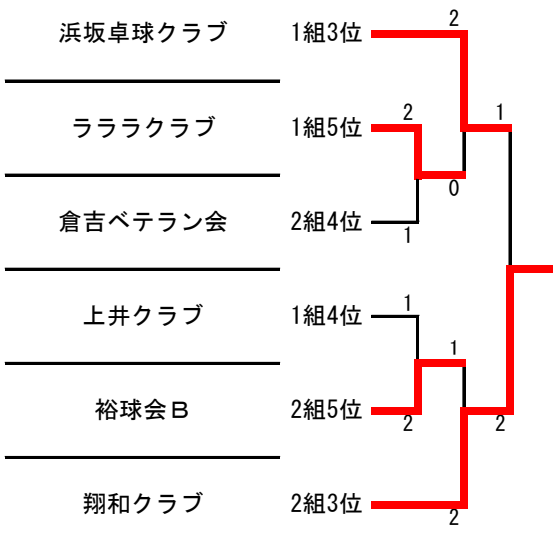 2
浜坂卓球クラブ 1組3位
ラララクラブ 1組5位 2 1
0
倉吉ベテラン会 2組4位 1
上井クラブ 1組4位 1
1
裕球会B 2組5位 2 2
翔和クラブ 2組3位
2